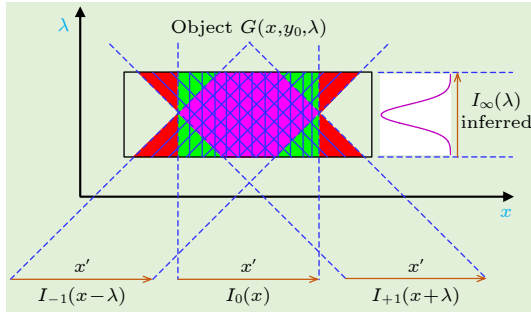 λ
Object G(x,y₀,λ)
I∞(λ)
inferred
x
x′ x′ x′
I₋₁(x−λ) I₀(x) I₊₁(x+λ)